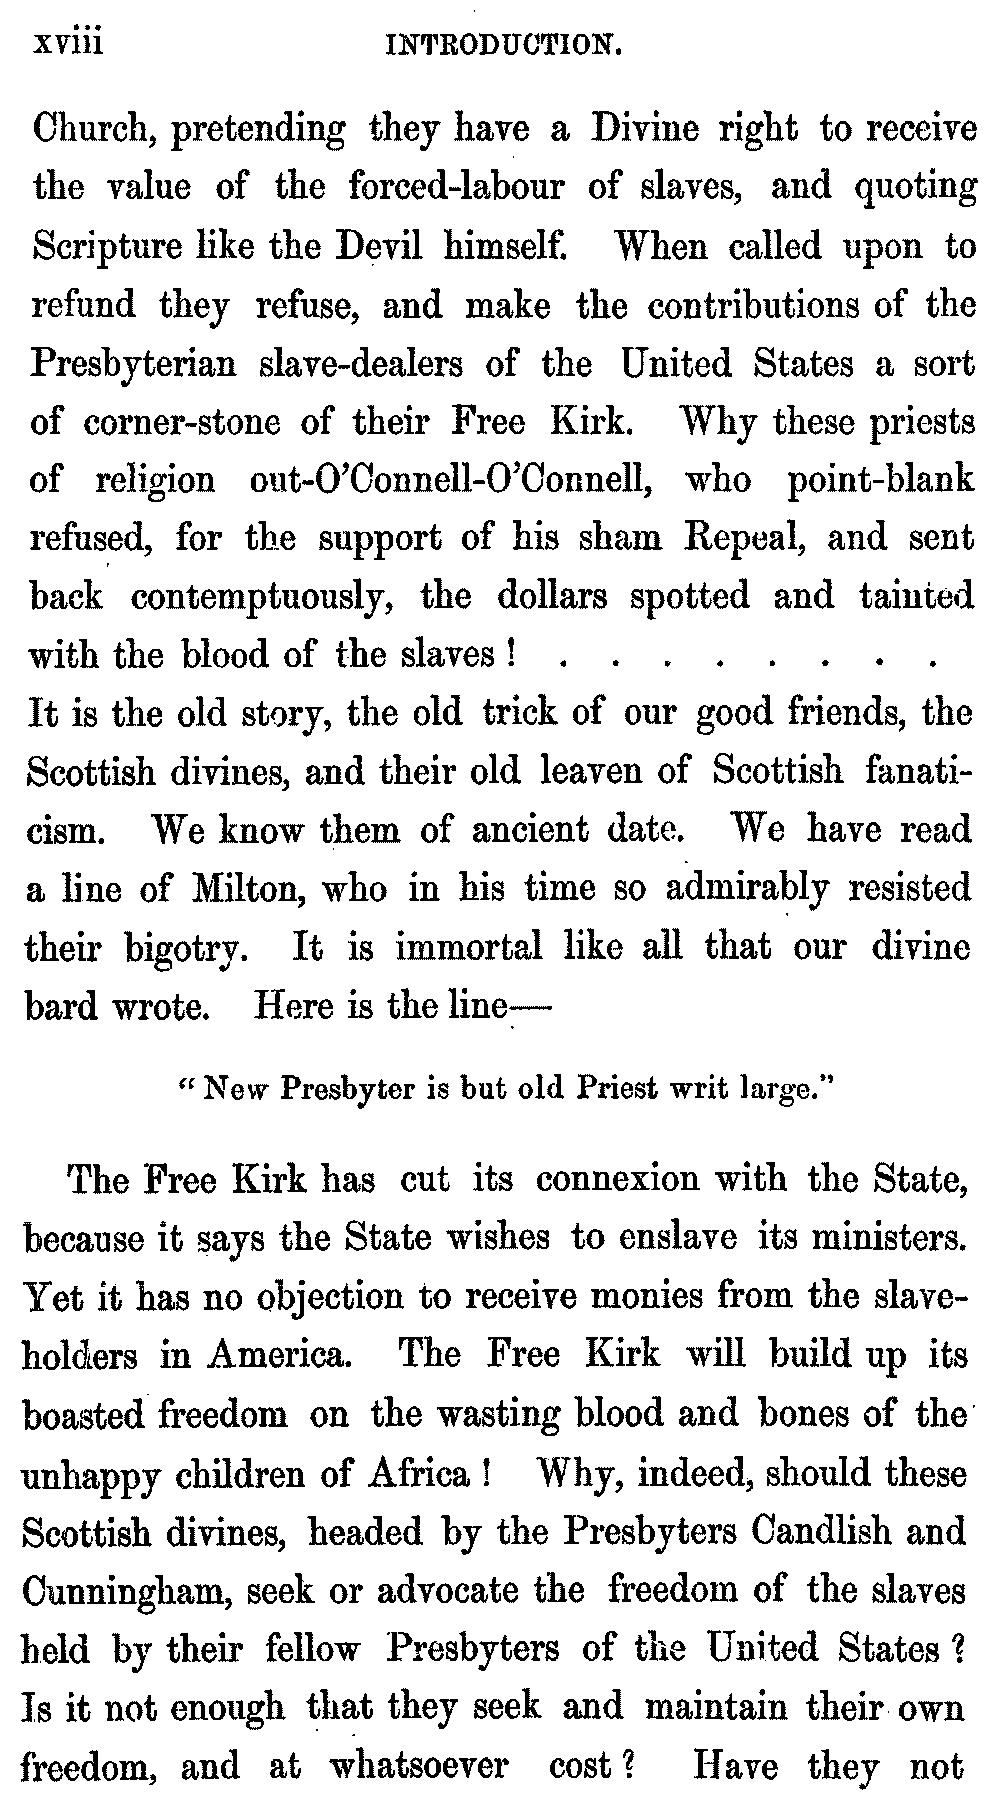 xviii INTRODUCTION.
Church, pretending they have a Divine right to receive
the value of the forced-labour of slaves, and quoting
Scripture like the Devil himself. When called upon to
refund they refuse, and make the contributions of the
Presbyterian slave-dealers of the United States a sort
of corner-stone of their Free Kirk. Why these priests
of religion out-O'Connell-O'Connell, who point-blank
refused, for the support of his sham Repeal, and sent
back contemptuously, the dollars spotted and tainted
with the blood of the slaves ! . . . . . . . .
It is the old story, the old trick of our good friends, the
Scottish divines, and their old leaven of Scottish fanati-
cism. We know them of ancient date. We have read
a line of Milton, who in his time so admirably resisted
their bigotry. It is immortal like all that our divine
bard wrote. Here is the line—
“ New Presbyter is but old Priest writ large.”
The Free Kirk has cut its connexion with the State,
because it says the State wishes to enslave its ministers.
Yet it has no objection to receive monies from the slave-
holders in America. The Free Kirk will build up its
boasted freedom on the wasting blood and bones of the
unhappy children of Africa ! Why, indeed, should these
Scottish divines, headed by the Presbyters Candlish and
Cunningham, seek or advocate the freedom of the slaves
held by their fellow Presbyters of the United States ?
Is it not enough that they seek and maintain their own
freedom, and at whatsoever cost ? Have they not